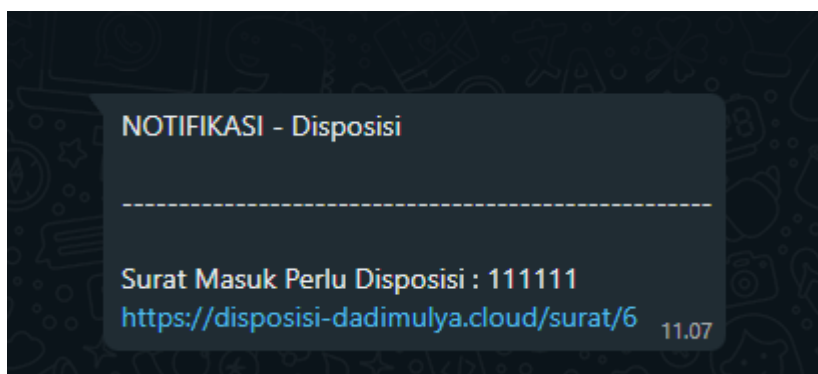 NOTIFIKASI - Disposisi
----------------------------------------------------
Surat Masuk Perlu Disposisi : 111111
https://disposisi-dadimulya.cloud/surat/6
11.07